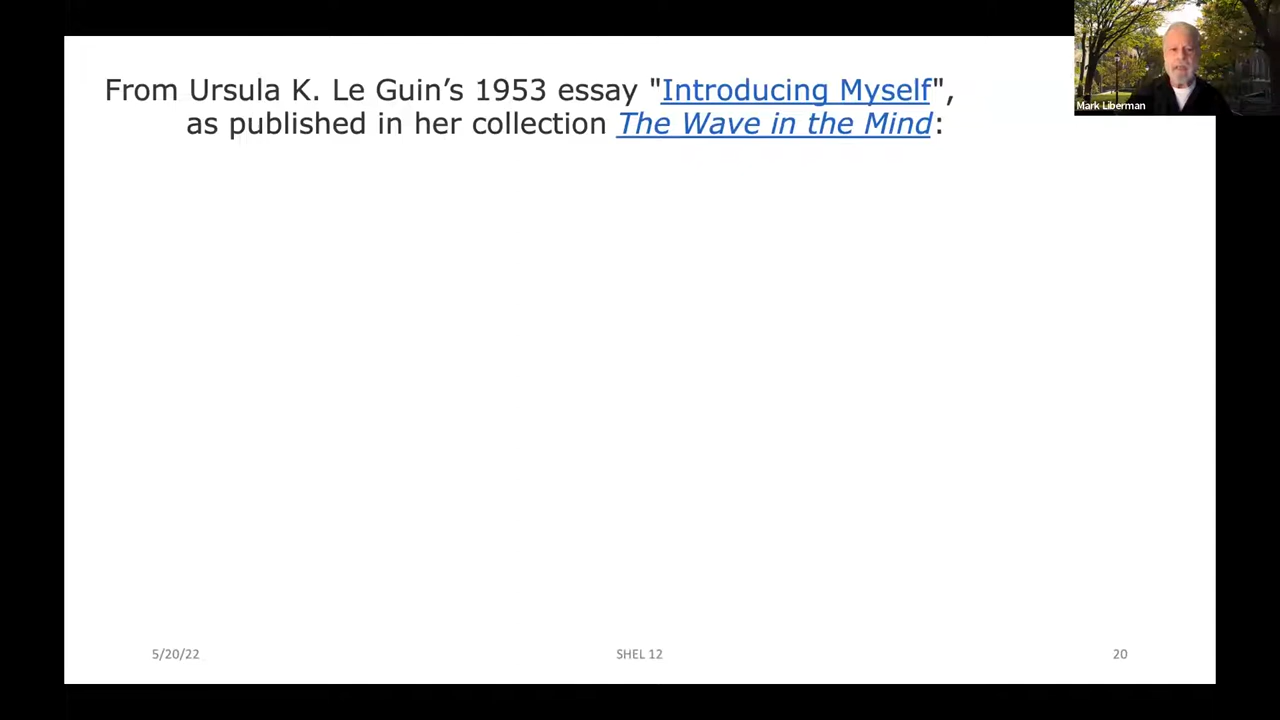 From Ursula K. Le Guin’s 1953 essay "Introducing Myself",
as published in her collection The Wave in the Mind:
Mark Liberman
5/20/22
SHEL 12
20